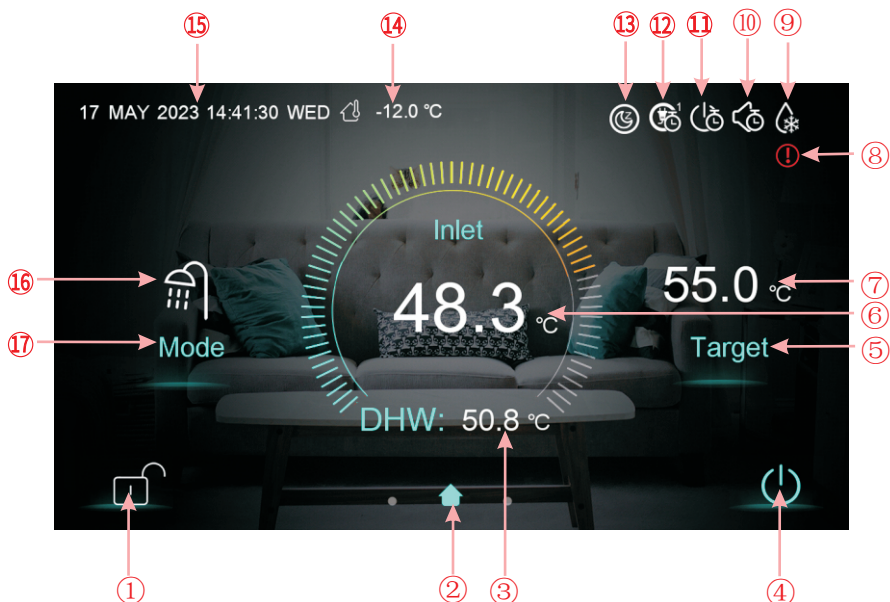 ⑮ ⑭ ⑬ ⑫ ⑪ ⑩ ⑨
17 MAY 2023 14:41:30 WED -12.0 ℃ 1
⑧
Inlet
⑯ 48.3 ℃ 55.0 ℃ ⑦
⑥
⑰ Mode Target ⑤
DHW: 50.8 ℃
① ② ③ ④